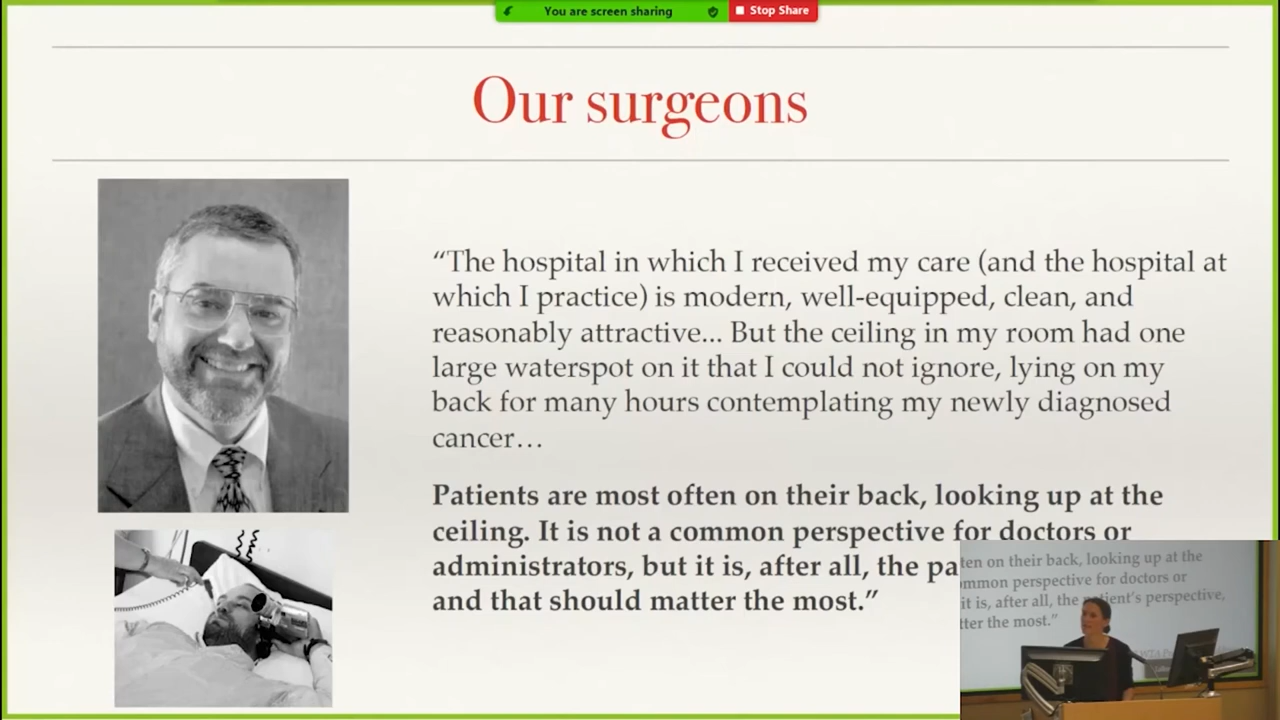 You are screen sharing
Stop Share
Our surgeons
“The hospital in which I received my care (and the hospital at
which I practice) is modern, well-equipped, clean, and
reasonably attractive... But the ceiling in my room had one
large waterspot on it that I could not ignore, lying on my
back for many hours contemplating my newly diagnosed
cancer…
Patients are most often on their back, looking up at the
ceiling. It is not a common perspective for doctors or
administrators, but it is, after all, the pa
and that should matter the most.”
ten on their back, looking up at the
mmon perspective for doctors or
it is, after all, the patient's perspective,
tter the most.”